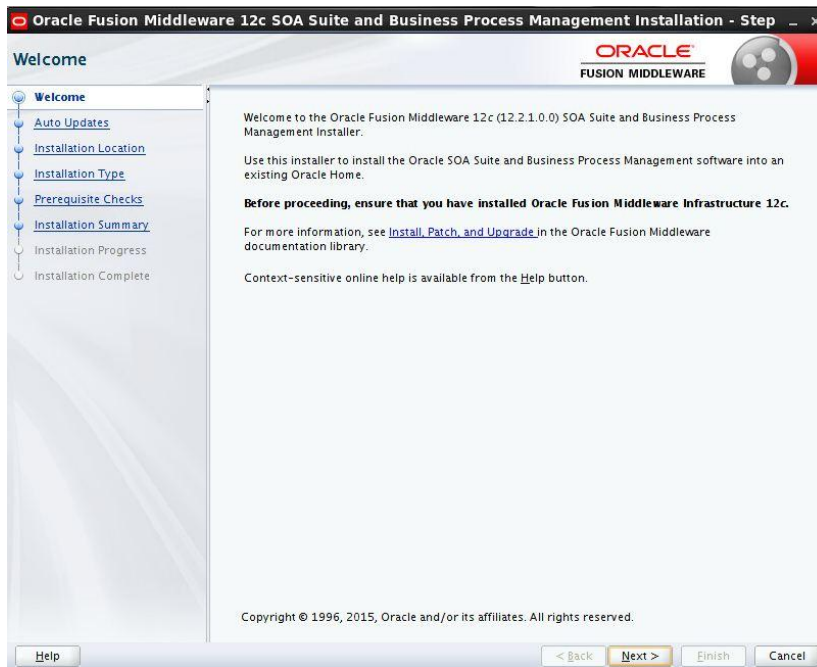 Oracle Fusion Middleware 12c SOA Suite and Business Process Management Installation - Step
Welcome
ORACLE
FUSION MIDDLEWARE
Welcome
Auto Updates
Installation Location
Installation Type
Prerequisite Checks
Installation Summary
Installation Progress
Installation Complete
Welcome to the Oracle Fusion Middleware 12c (12.2.1.0.0) SOA Suite and Business Process
Management Installer.
Use this installer to install the Oracle SOA Suite and Business Process Management software into an
existing Oracle Home.
Before proceeding, ensure that you have installed Oracle Fusion Middleware Infrastructure 12c.
For more information, see Install, Patch, and Upgrade in the Oracle Fusion Middleware
documentation library.
Context-sensitive online help is available from the Help button.
Copyright © 1996, 2015, Oracle and/or its affiliates. All rights reserved.
Help
< Back
Next >
Finish
Cancel